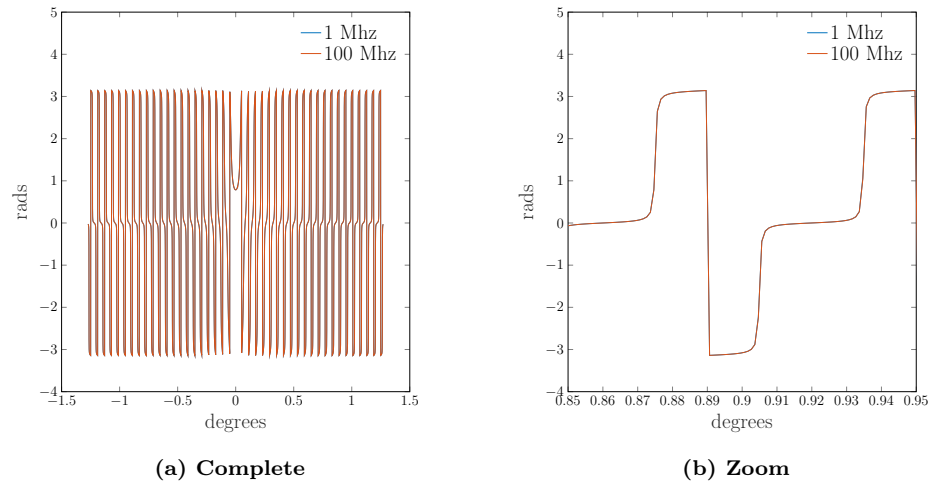 5
4
3
2
1
0
−1
−2
−3
−4
−1.5 −1 −0.5 0 0.5 1 1.5
rads
degrees
1 Mhz
100 Mhz
(a) Complete
5
4
3
2
1
0
−1
−2
−3
−4
0.85 0.86 0.87 0.88 0.89 0.9 0.91 0.92 0.93 0.94 0.95
rads
degrees
1 Mhz
100 Mhz
(b) Zoom